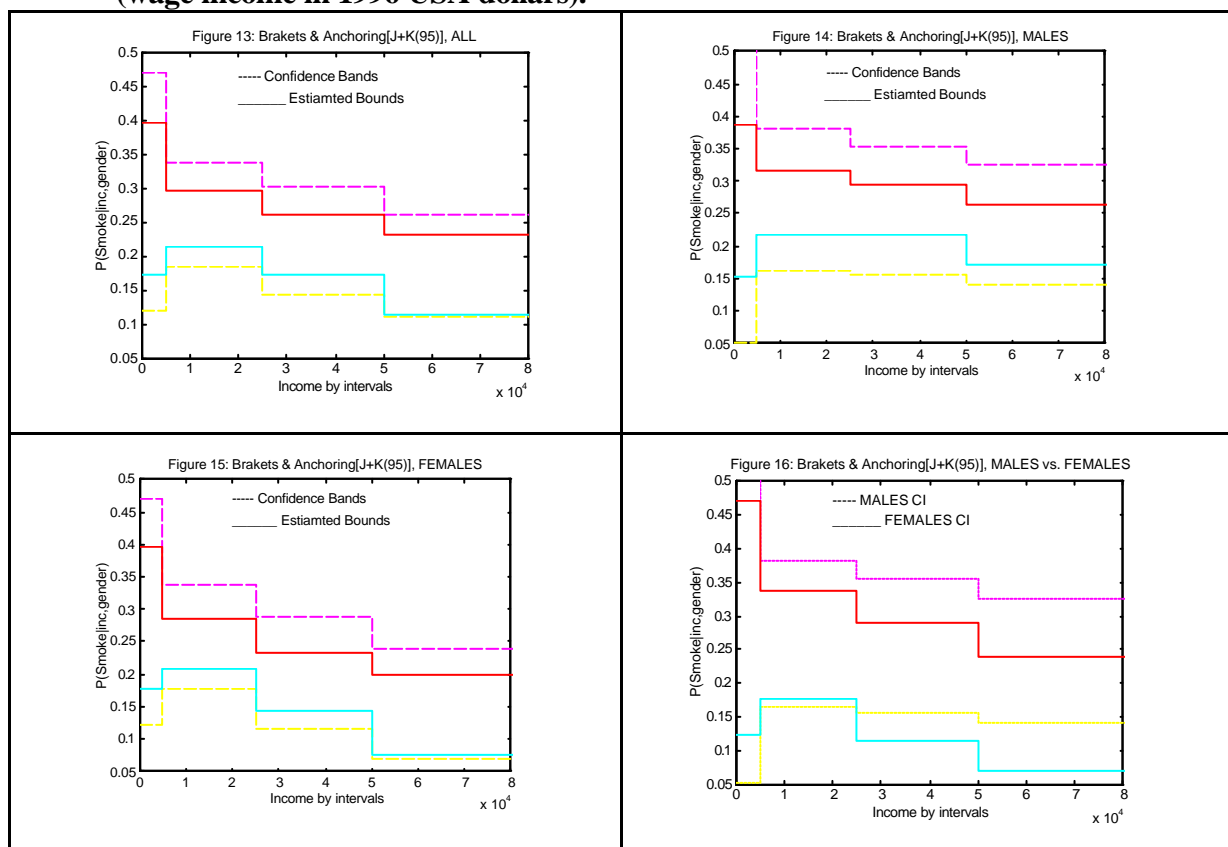 (wage income in 1996 USA dollars).
Figure 13: Brakets & Anchoring[J+K(95)], ALL
----- Confidence Bands
______ Estiamted Bounds
P(Smoke|inc,gender)
0.5
0.45
0.4
0.35
0.3
0.25
0.2
0.15
0.1
0.05
0 1 2 3 4 5 6 7 8
Income by intervals
x 10^4
Figure 14: Brakets & Anchoring[J+K(95)], MALES
----- Confidence Bands
______ Estiamted Bounds
P(Smoke|inc,gender)
0.5
0.45
0.4
0.35
0.3
0.25
0.2
0.15
0.1
0.05
0 1 2 3 4 5 6 7 8
Income by intervals
x 10^4
Figure 15: Brakets & Anchoring[J+K(95)], FEMALES
----- Confidence Bands
______ Estiamted Bounds
P(Smoke|inc,gender)
0.5
0.45
0.4
0.35
0.3
0.25
0.2
0.15
0.1
0.05
0 1 2 3 4 5 6 7 8
Income by intervals
x 10^4
Figure 16: Brakets & Anchoring[J+K(95)], MALES vs. FEMALES
----- MALES CI
______ FEMALES CI
P(Smoke|inc,gender)
0.5
0.45
0.4
0.35
0.3
0.25
0.2
0.15
0.1
0.05
0 1 2 3 4 5 6 7 8
Income by intervals
x 10^4